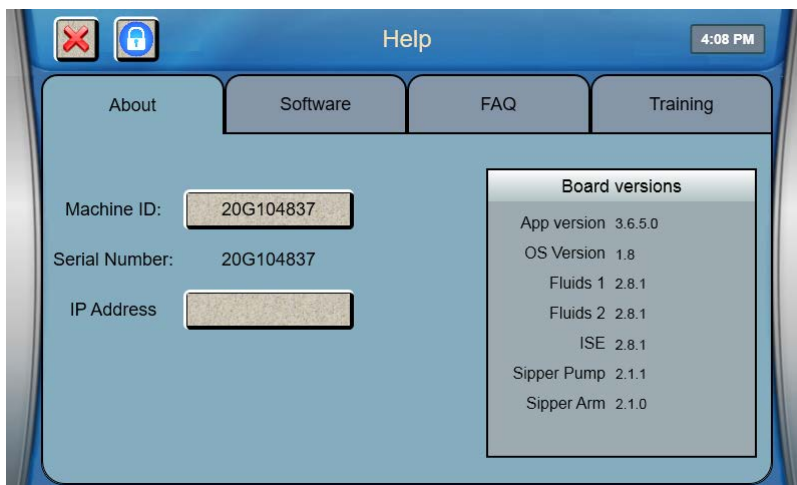 Help
4:08 PM
About
Software
FAQ
Training
Machine ID: 20G104837
Serial Number: 20G104837
IP Address
Board versions
App version 3.6.5.0
OS Version 1.8
Fluids 1 2.8.1
Fluids 2 2.8.1
ISE 2.8.1
Sipper Pump 2.1.1
Sipper Arm 2.1.0